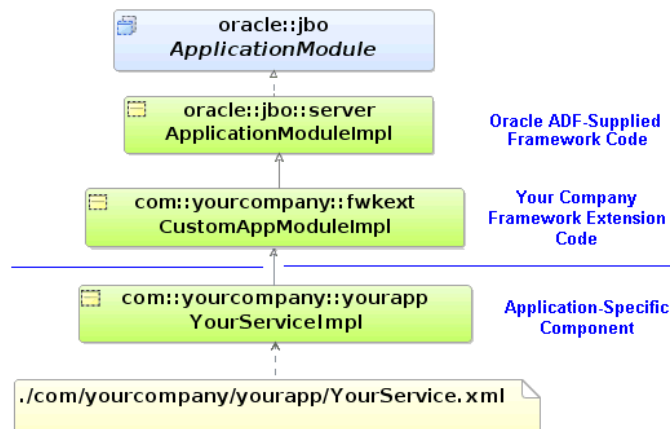 oracle::jbo
ApplicationModule
oracle::jbo::server
ApplicationModuleImpl
Oracle ADF-Supplied
Framework Code
com::yourcompany::fwkext
CustomAppModuleImpl
Your Company
Framework Extension
Code
com::yourcompany::yourapp
YourServiceImpl
Application-Specific
Component
./com/yourcompany/yourapp/YourService.xml